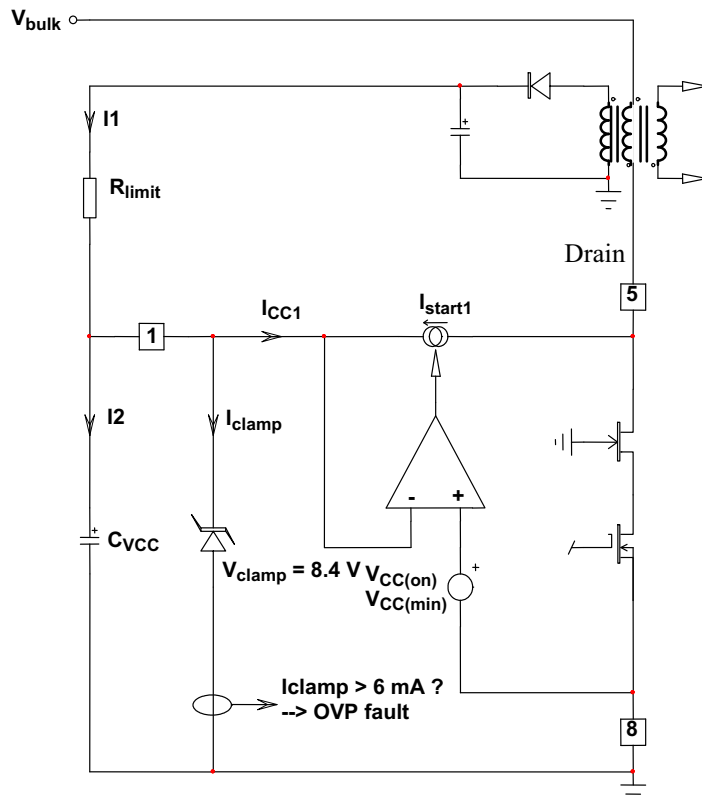 Vbulk
I1
Rlimit
Drain
5
1
ICC1
Istart1
I2
Iclamp
- +
CVCC
Vclamp = 8.4 V
VCC(on)
VCC(min)
Iclamp > 6 mA ?
--> OVP fault
8